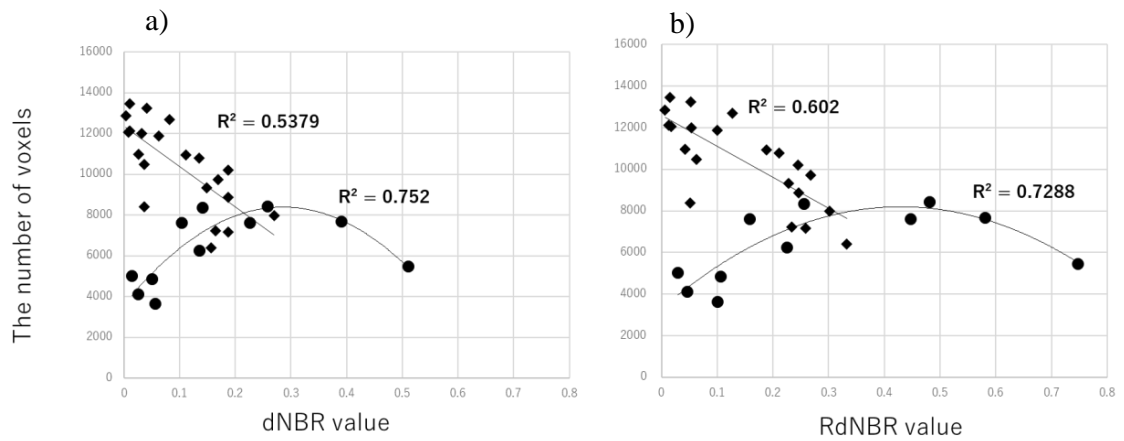 a)
b)
The number of voxels
16000
14000
12000
10000
8000
6000
4000
2000
0
0 0.1 0.2 0.3 0.4 0.5 0.6 0.7 0.8
R² = 0.5379
R² = 0.752
dNBR value
16000
14000
12000
10000
8000
6000
4000
2000
0
0 0.1 0.2 0.3 0.4 0.5 0.6 0.7 0.8
R² = 0.602
R² = 0.7288
RdNBR value